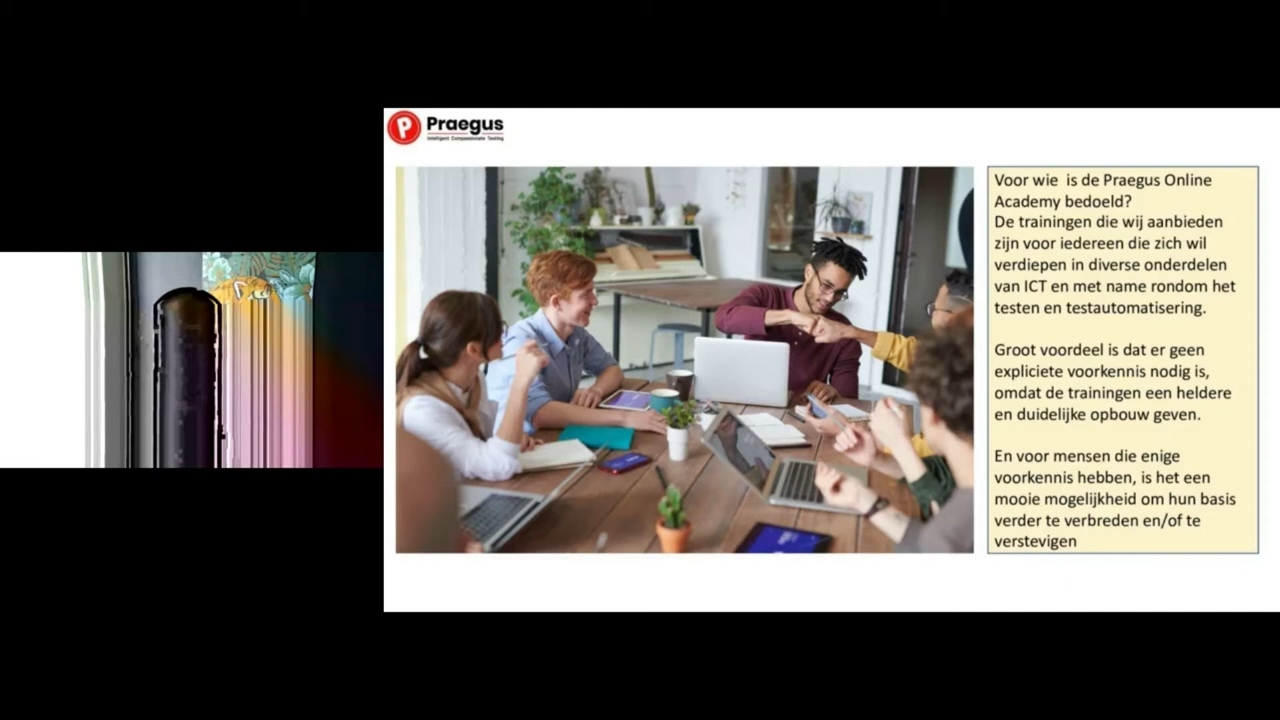 Praegus
Intelligent Compassionate Testing
Voor wie is de Praegus Online
Academy bedoeld?
De trainingen die wij aanbieden
zijn voor iedereen die zich wil
verdiepen in diverse onderdelen
van ICT en met name rondom het
testen en testautomatisering.
Groot voordeel is dat er geen
expliciete voorkennis nodig is,
omdat de trainingen een heldere
en duidelijke opbouw geven.
En voor mensen die enige
voorkennis hebben, is het een
mooie mogelijkheid om hun basis
verder te verbreden en/of te
verstevigen